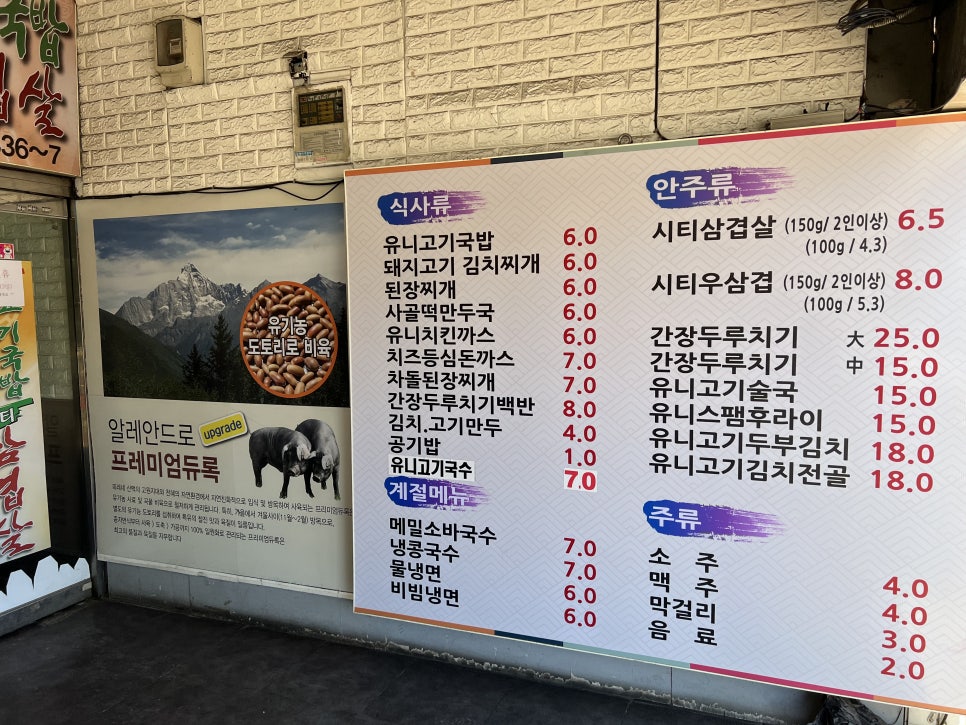 국밥
겹살
36~7
기국밥
삼겹살
유기농
도토리로 비육
알레안드로 upgrade
프레미엄듀록
식사류
유니고기국밥 6.0
돼지고기 김치찌개 6.0
된장찌개 6.0
사골떡만두국 6.0
유니치킨까스 6.0
치즈등심돈까스 7.0
차돌된장찌개 7.0
간장두루치기백반 8.0
김치.고기만두 4.0
공기밥 1.0
유니고기국수 7.0
계절메뉴
메밀소바국수 7.0
냉콩국수 7.0
물냉면 6.0
비빔냉면 6.0
안주류
시티삼겹살 (150g/ 2인이상) 6.5
(100g / 4.3)
시티우삼겹 (150g/ 2인이상) 8.0
(100g / 5.3)
간장두루치기 大 25.0
간장두루치기 中 15.0
유니고기술국 15.0
유니스팸후라이 15.0
유니고기두부김치 18.0
유니고기김치전골 18.0
주류
소 주 4.0
맥 주 4.0
막걸리 3.0
음 료 2.0